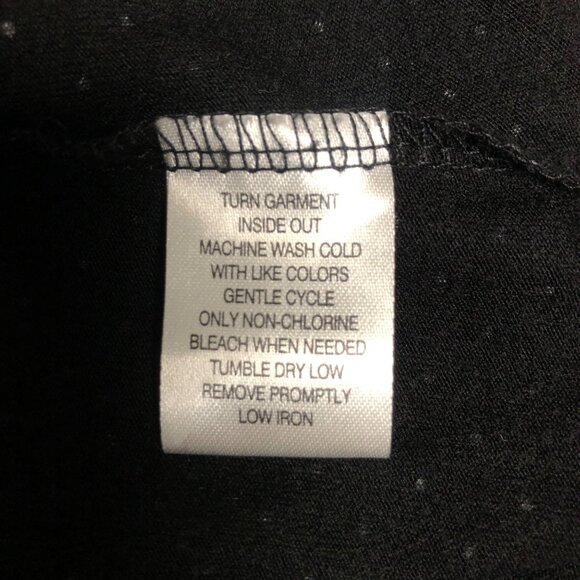 TURN GARMENT
INSIDE OUT
MACHINE WASH COLD
WITH LIKE COLORS
GENTLE CYCLE
ONLY NON-CHLORINE
BLEACH WHEN NEEDED
TUMBLE DRY LOW
REMOVE PROMPTLY
LOW IRON